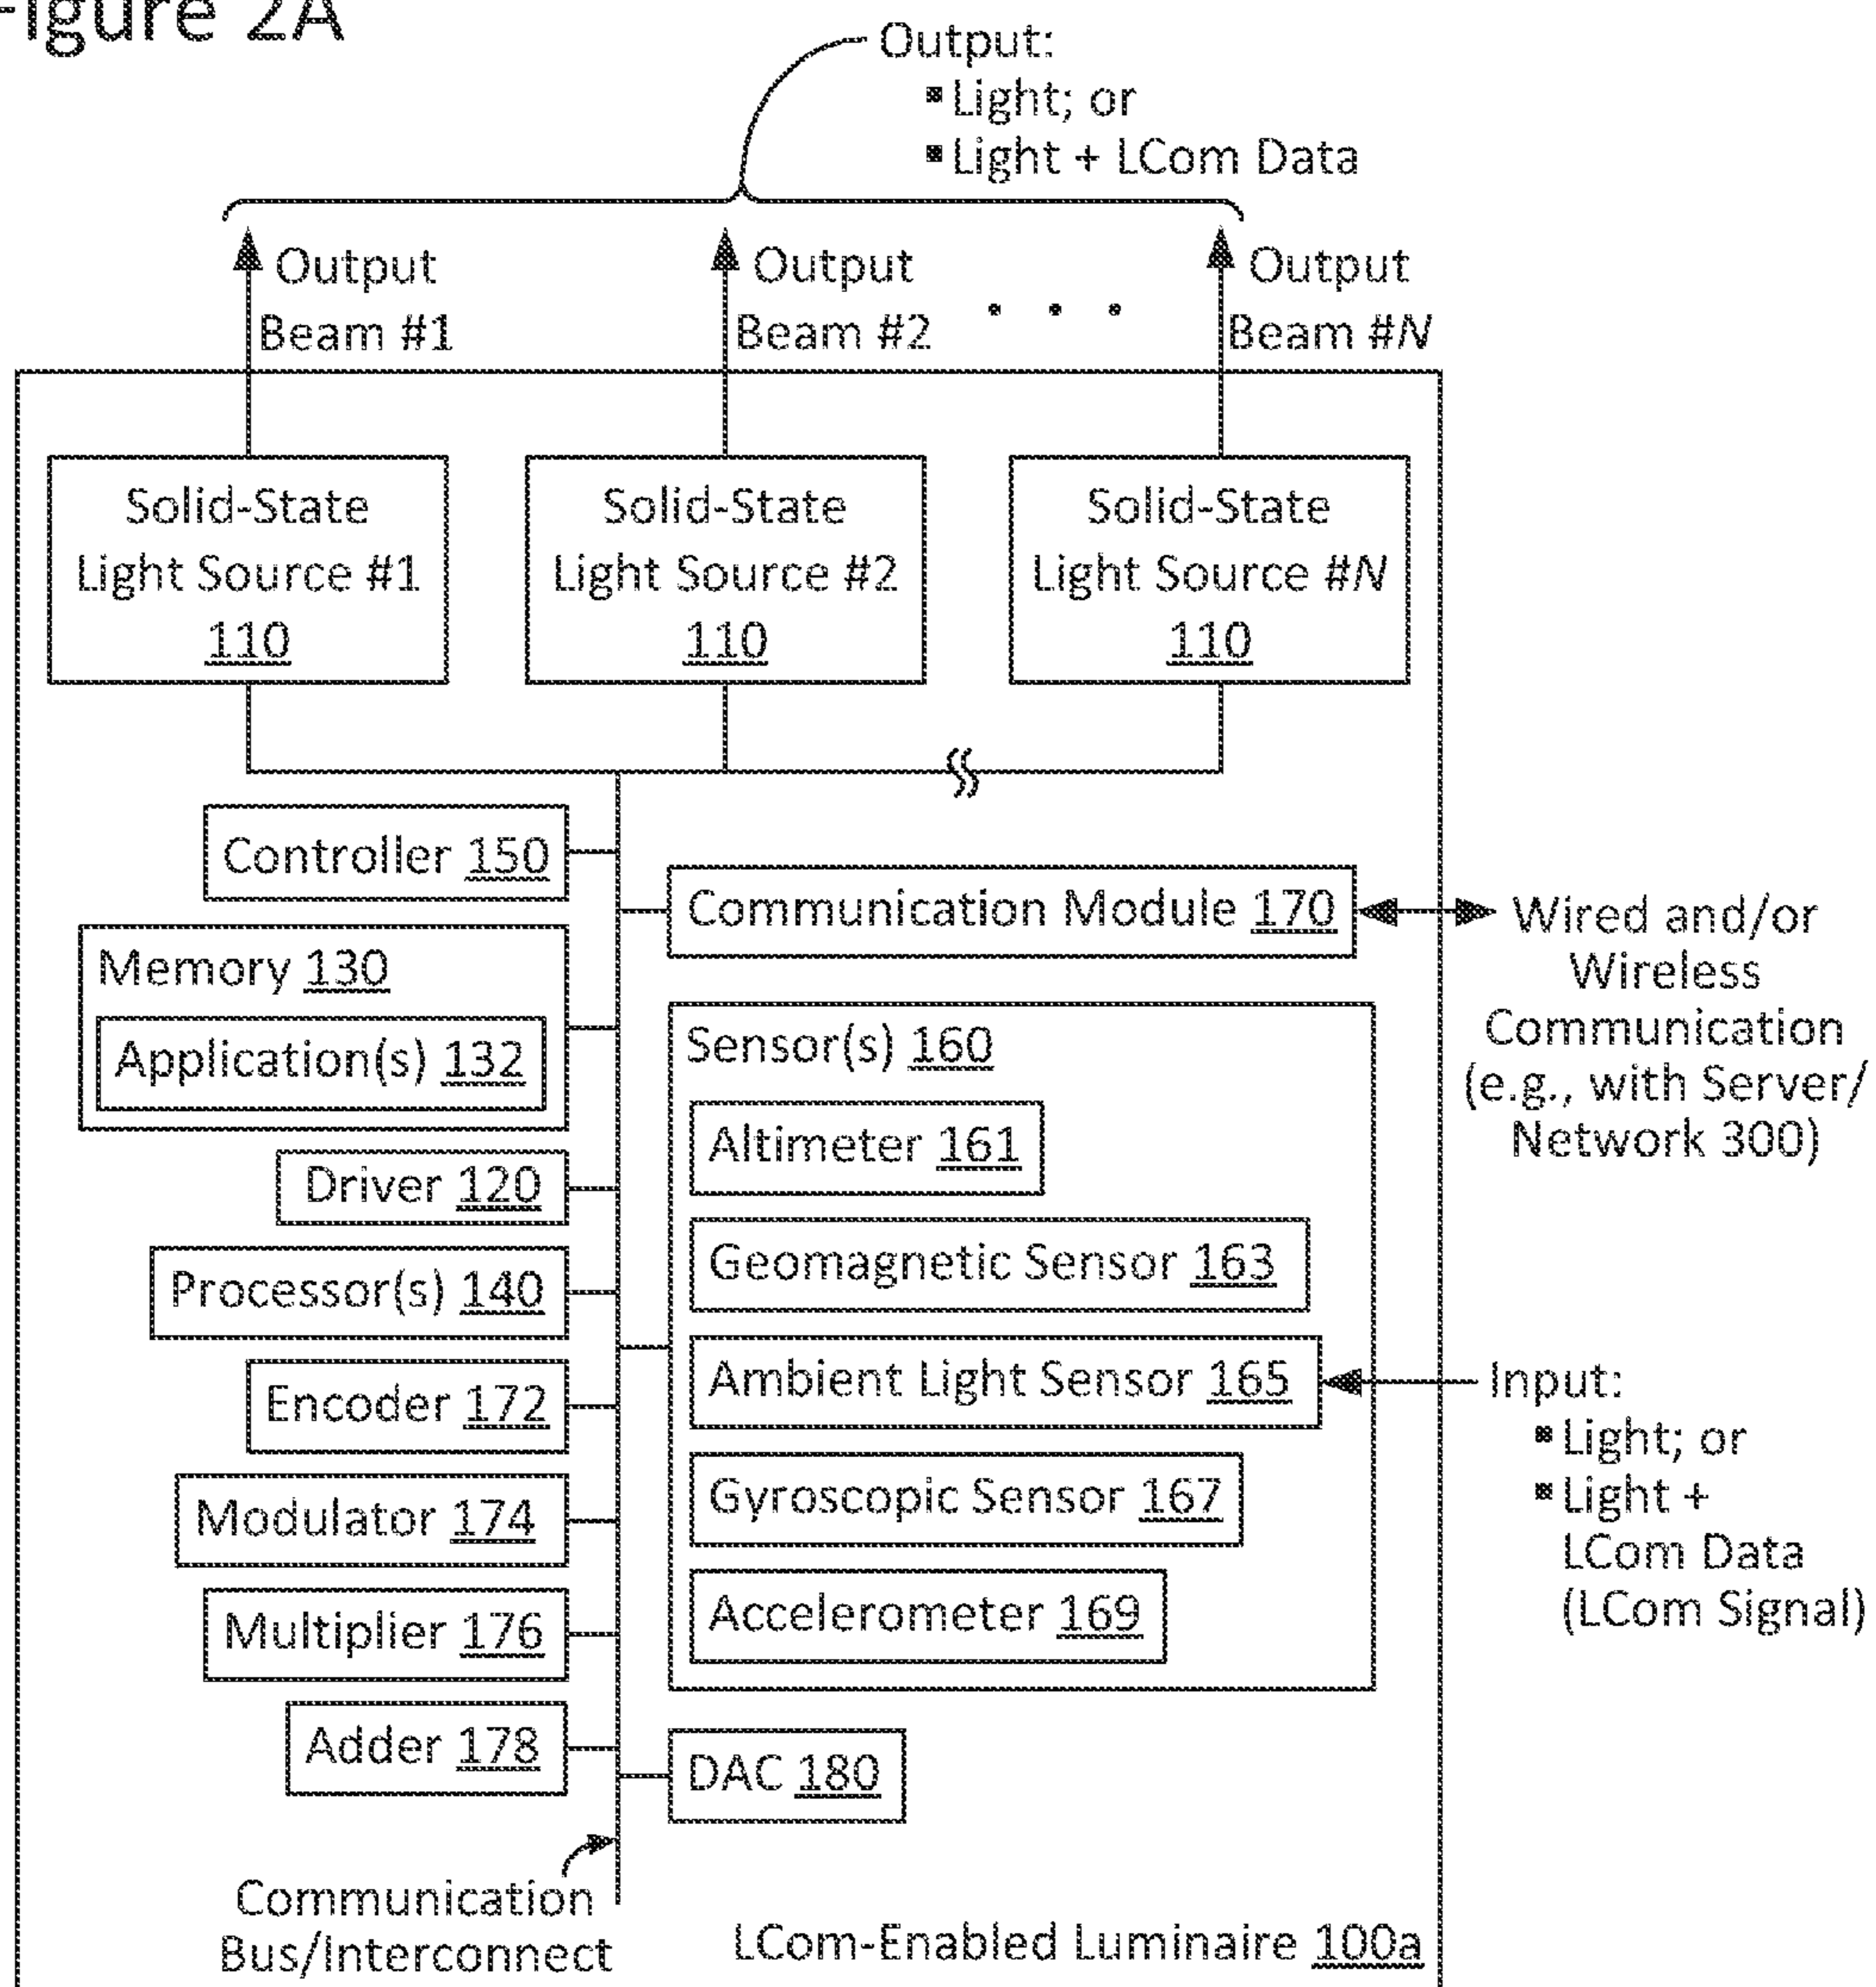 Figure 2A
Output:
▪ Light; or
▪ Light + LCom Data
Output
Beam #1
Output
Beam #2
. . .
Output
Beam #N
Solid-State
Light Source #1
110
Solid-State
Light Source #2
110
Solid-State
Light Source #N
110
Controller 150
Memory 130
Application(s) 132
Driver 120
Processor(s) 140
Encoder 172
Modulator 174
Multiplier 176
Adder 178
Communication
Bus/Interconnect
Communication Module 170
Wired and/or
Wireless
Communication
(e.g., with Server/
Network 300)
Sensor(s) 160
Altimeter 161
Geomagnetic Sensor 163
Ambient Light Sensor 165
Gyroscopic Sensor 167
Accelerometer 169
Input:
▪ Light; or
▪ Light +
LCom Data
(LCom Signal)
DAC 180
LCom-Enabled Luminaire 100a